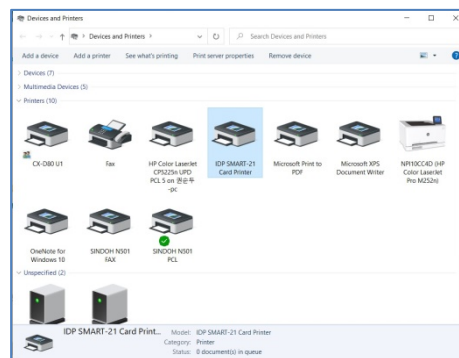 Devices and Printers
Devices and Printers
Search Devices and Printers
Add a device Add a printer See what's printing Print server properties Remove device
Devices (7)
Multimedia Devices (5)
Printers (10)
CX-D80 U1
Fax
HP Color LaserJet
CP5225n UPD
PCL 5 on 권순두
-pc
IDP SMART-21
Card Printer
Microsoft Print to
PDF
Microsoft XPS
Document Writer
NPI10CC4D (HP
Color LaserJet
Pro M252n)
OneNote for
Windows 10
SINDOH N501
FAX
SINDOH N501
PCL
Unspecified (2)
IDP SMART-21 Card Print... Model: IDP SMART-21 Card Printer
Category: Printer
Status: 0 document(s) in queue